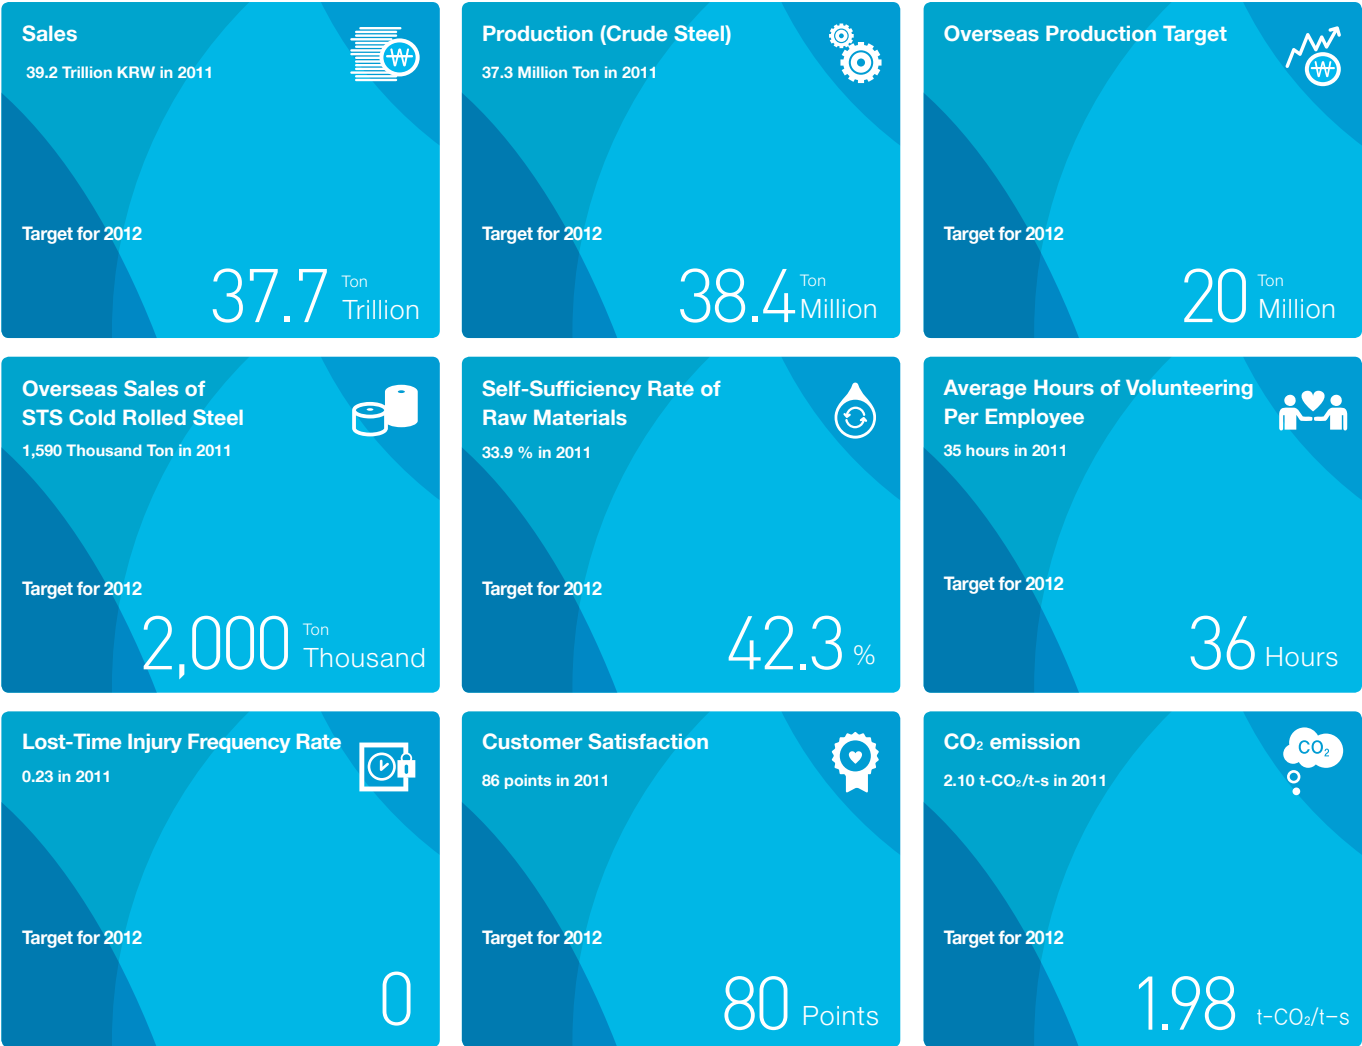 Sales
39.2 Trillion KRW in 2011
Target for 2012
37.7 Ton Trillion
Production (Crude Steel)
37.3 Million Ton in 2011
Target for 2012
38.4 Ton Million
Overseas Production Target
Target for 2012
20 Ton Million
Overseas Sales of
STS Cold Rolled Steel
1,590 Thousand Ton in 2011
Target for 2012
2,000 Ton Thousand
Self-Sufficiency Rate of
Raw Materials
33.9 % in 2011
Target for 2012
42.3 %
Average Hours of Volunteering
Per Employee
35 hours in 2011
Target for 2012
36 Hours
Lost-Time Injury Frequency Rate
0.23 in 2011
Target for 2012
0
Customer Satisfaction
86 points in 2011
Target for 2012
80 Points
CO₂ emission
CO₂
2.10 t-CO₂/t-s in 2011
Target for 2012
1.98 t-CO₂/t-s